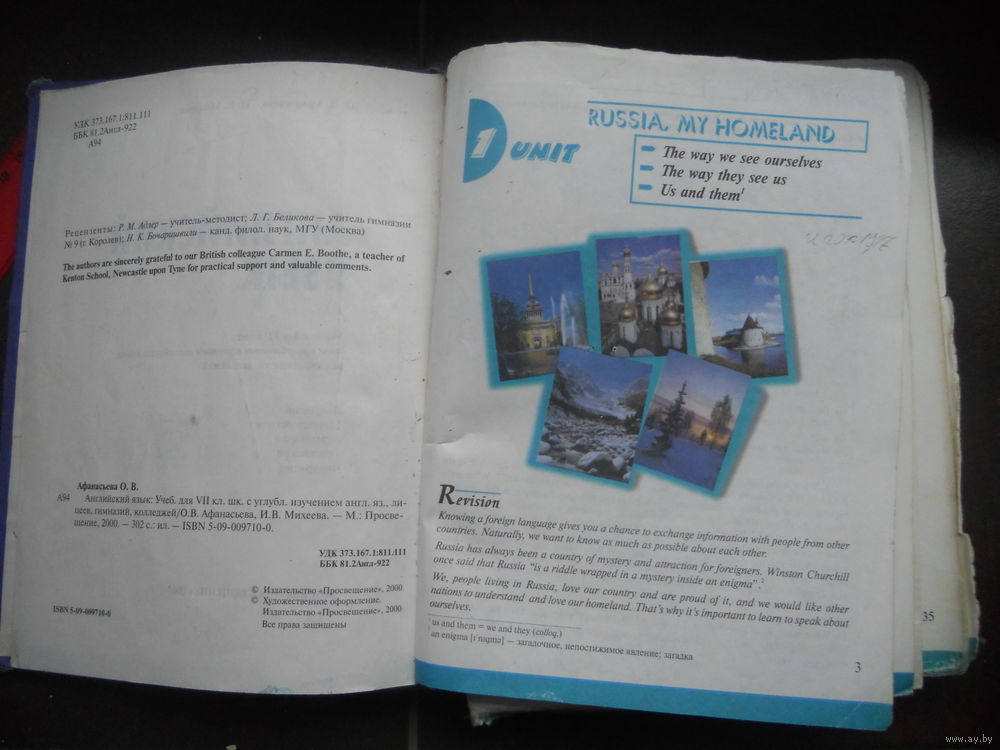 УДК 373.167.1:811.111
ББК 81.2Англ-922
А94
Рецензенты: Р. М. Адлер — учитель-методист; Л. Г. Беликова — учитель гимназии
№ 9 (г. Королев); Н. К. Бочаришвили — канд. филол. наук, МГУ (Москва)
The authors are sincerely grateful to our British colleague Carmen E. Boothe, a teacher of
Kenton School, Newcastle upon Tyne for practical support and valuable comments.
Афанасьева О. В.
А94 Английский язык: Учеб. для VII кл. шк. с углубл. изучением англ. яз., ли-
цеев, гимназий, колледжей/О.В. Афанасьева, И.В. Михеева. — М.: Просве-
щение, 2000. — 302 с.: ил. — ISBN 5-09-009710-0.
УДК 373.167.1:811.111
ББК 81.2Англ-922
ISBN 5-09-009710-0
© Издательство «Просвещение», 2000
© Художественное оформление.
Издательство «Просвещение», 2000
Все права защищены
1 UNIT
RUSSIA, MY HOMELAND
The way we see ourselves
The way they see us
Us and them¹
Revision
Knowing a foreign language gives you a chance to exchange information with people from other
countries. Naturally, we want to know as much as possible about each other.
Russia has always been a country of mystery and attraction for foreigners. Winston Churchill
once said that Russia "is a riddle wrapped in a mystery inside an enigma".²
We, people living in Russia, love our country and are proud of it, and we would like other
nations to understand and love our homeland. That's why it's important to learn to speak about
ourselves.
¹ us and them = we and they (colloq.)
² an enigma [ɪˈnɪgmə] — загадочное, непостижимое явление; загадка
3
35
www.ay.by